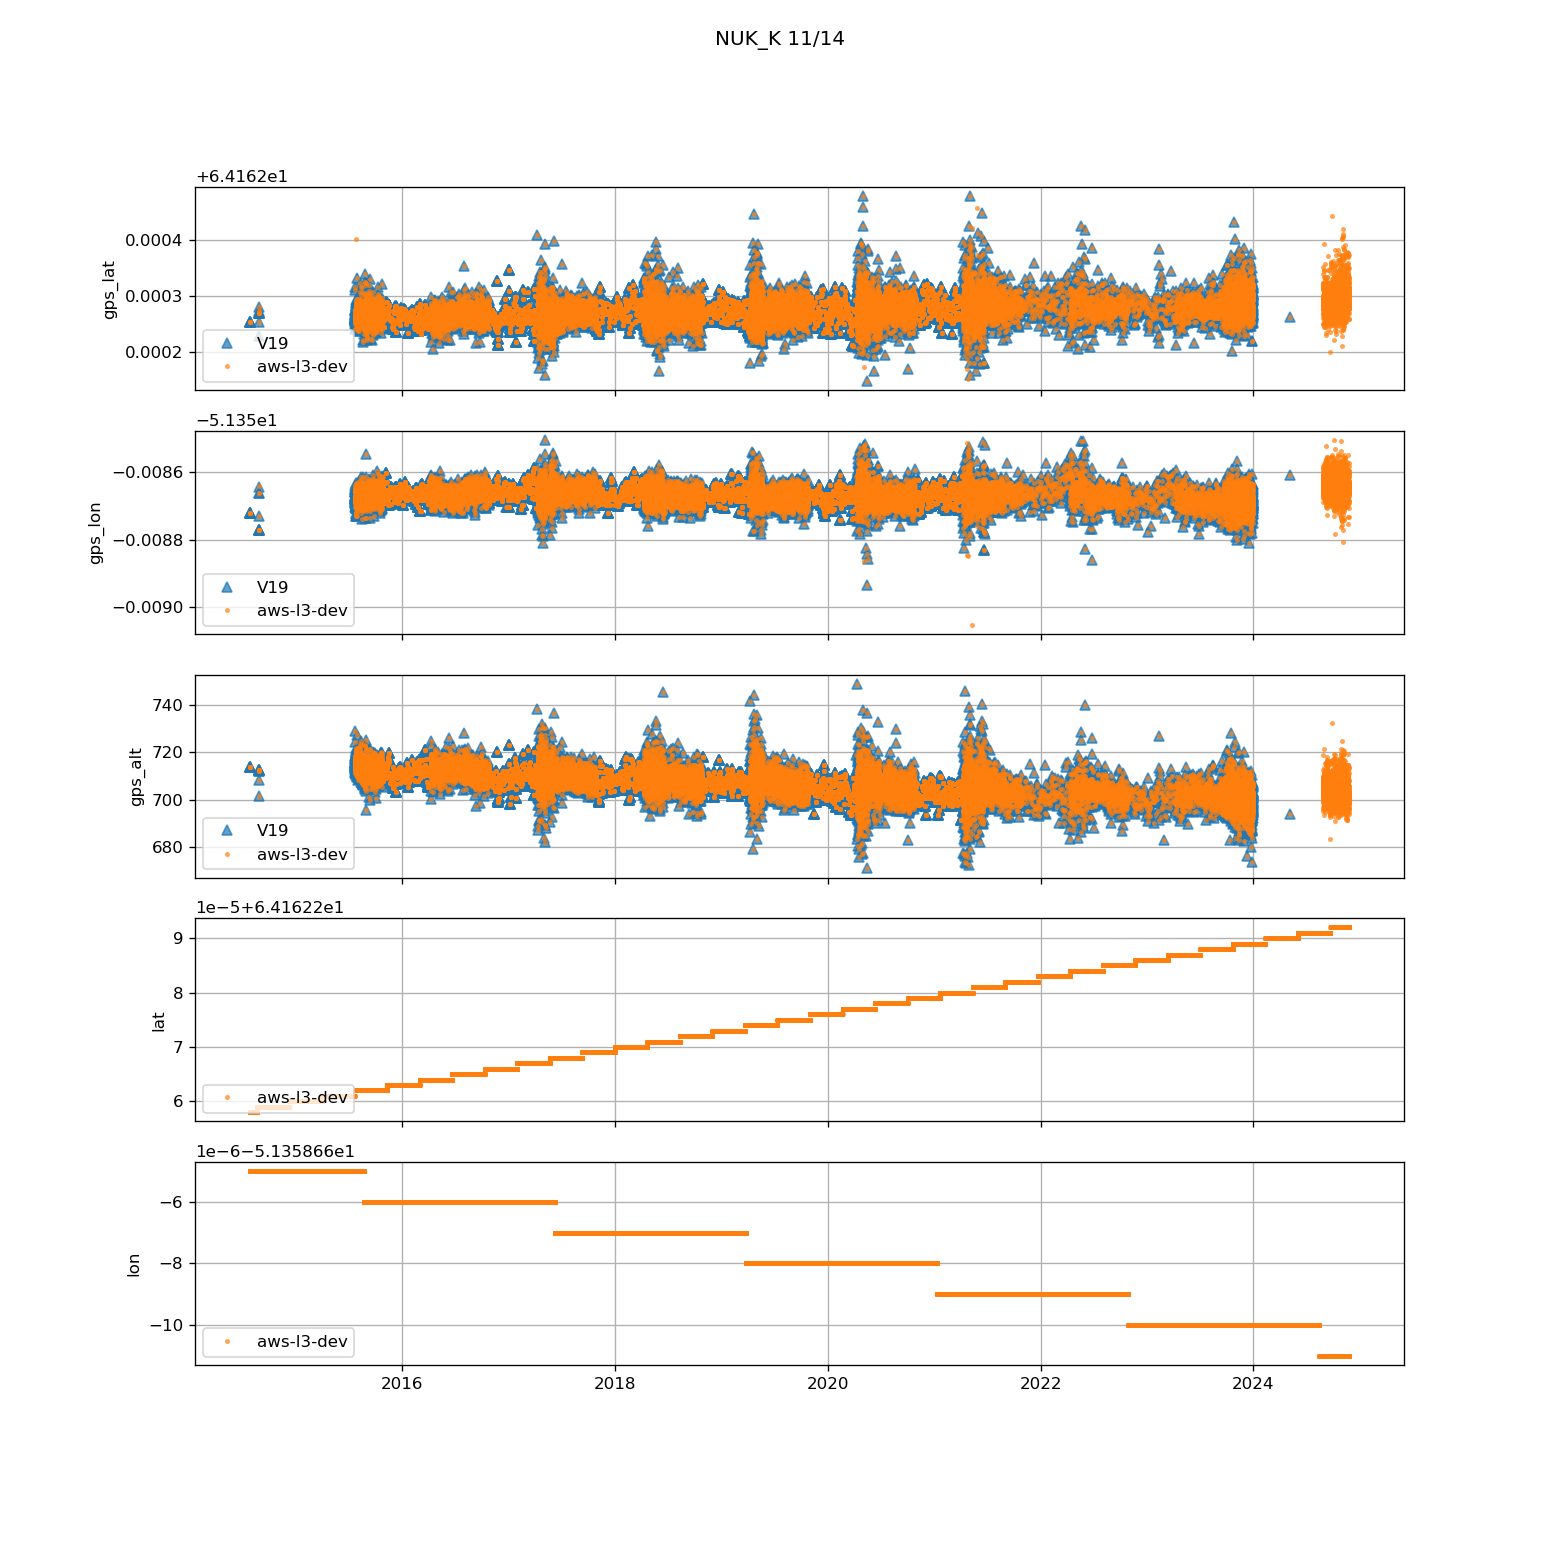 NUK_K 11/14
+6.4162e1
0.0004
0.0003
0.0002
gps_lat
V19
aws-l3-dev
−5.135e1
−0.0086
−0.0088
−0.0090
gps_lon
V19
aws-l3-dev
740
720
700
680
gps_alt
V19
aws-l3-dev
1e−5+6.41622e1
9
8
7
6
lat
aws-l3-dev
1e−6−5.135866e1
−6
−8
−10
lon
aws-l3-dev
2016 2018 2020 2022 2024